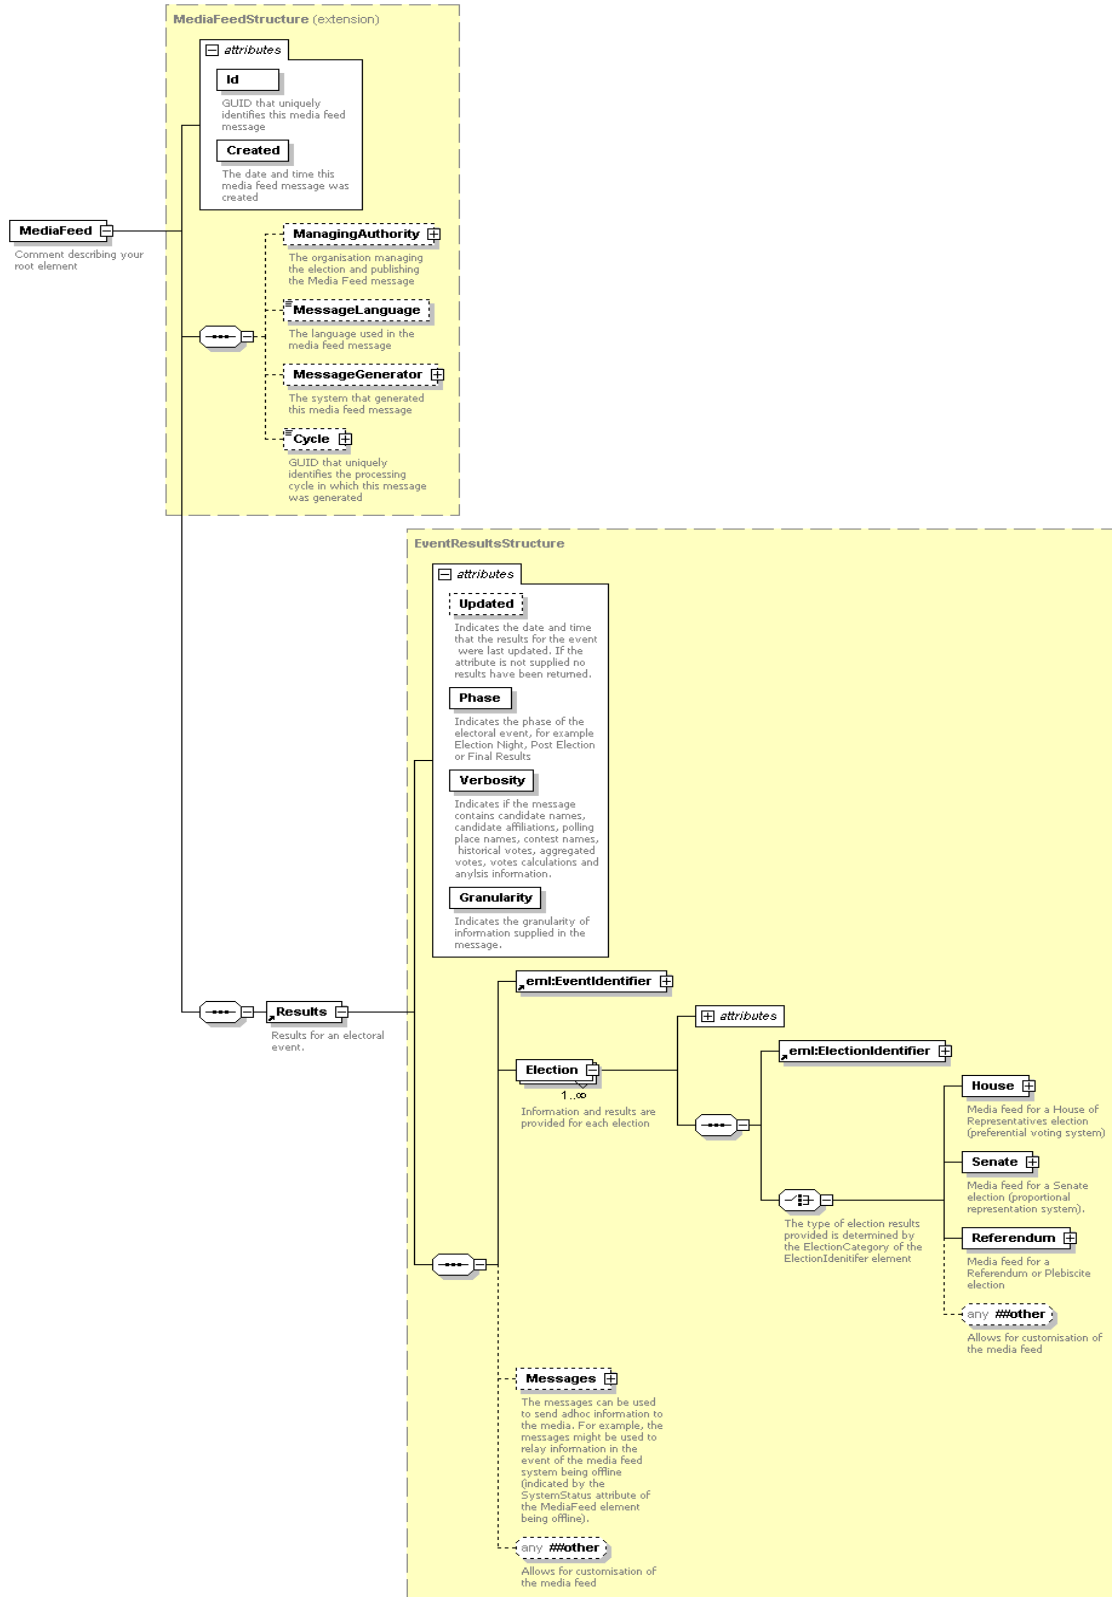 MediaFeedStructure (extension)
attributes
Id
GUID that uniquely
identifies this media feed
message
Created
The date and time this
media feed message was
created
MediaFeed
Comment describing your
root element
ManagingAuthority
The organisation managing
the election and publishing
the Media Feed message
MessageLanguage
The language used in the
media feed message
MessageGenerator
The system that generated
this media feed message
Cycle
GUID that uniquely
identifies the processing
cycle in which this message
was generated
EventResultsStructure
attributes
Updated
Indicates the date and time
that the results for the event
were last updated. If the
attribute is not supplied no
results have been returned.
Phase
Indicates the phase of the
electoral event, for example
Election Night, Post Election
or Final Results
Verbosity
Indicates if the message
contains candidate names,
candidate affiliations, polling
place names, contest names,
historical votes, aggregated
votes, votes calculations and
anylsis information.
Granularity
Indicates the granularity of
information supplied in the
message.
Results
Results for an electoral
event.
eml:EventIdentifier
attributes
Election
1..∞
Information and results are
provided for each election
eml:ElectionIdentifier
House
Media feed for a House of
Representatives election
(preferential voting system)
Senate
Media feed for a Senate
election (proportional
representation system).
The type of election results
provided is determined by
the ElectionCategory of the
ElectionIdenitifer element
Referendum
Media feed for a
Referendum or Plebiscite
election
any ##other
Allows for customisation of
the media feed
Messages
The messages can be used
to send adhoc information to
the media. For example, the
messages might be used to
relay information in the
event of the media feed
system being offline
(indicated by the
SystemStatus attribute of
the MediaFeed element
being offline).
any ##other
Allows for customisation of
the media feed